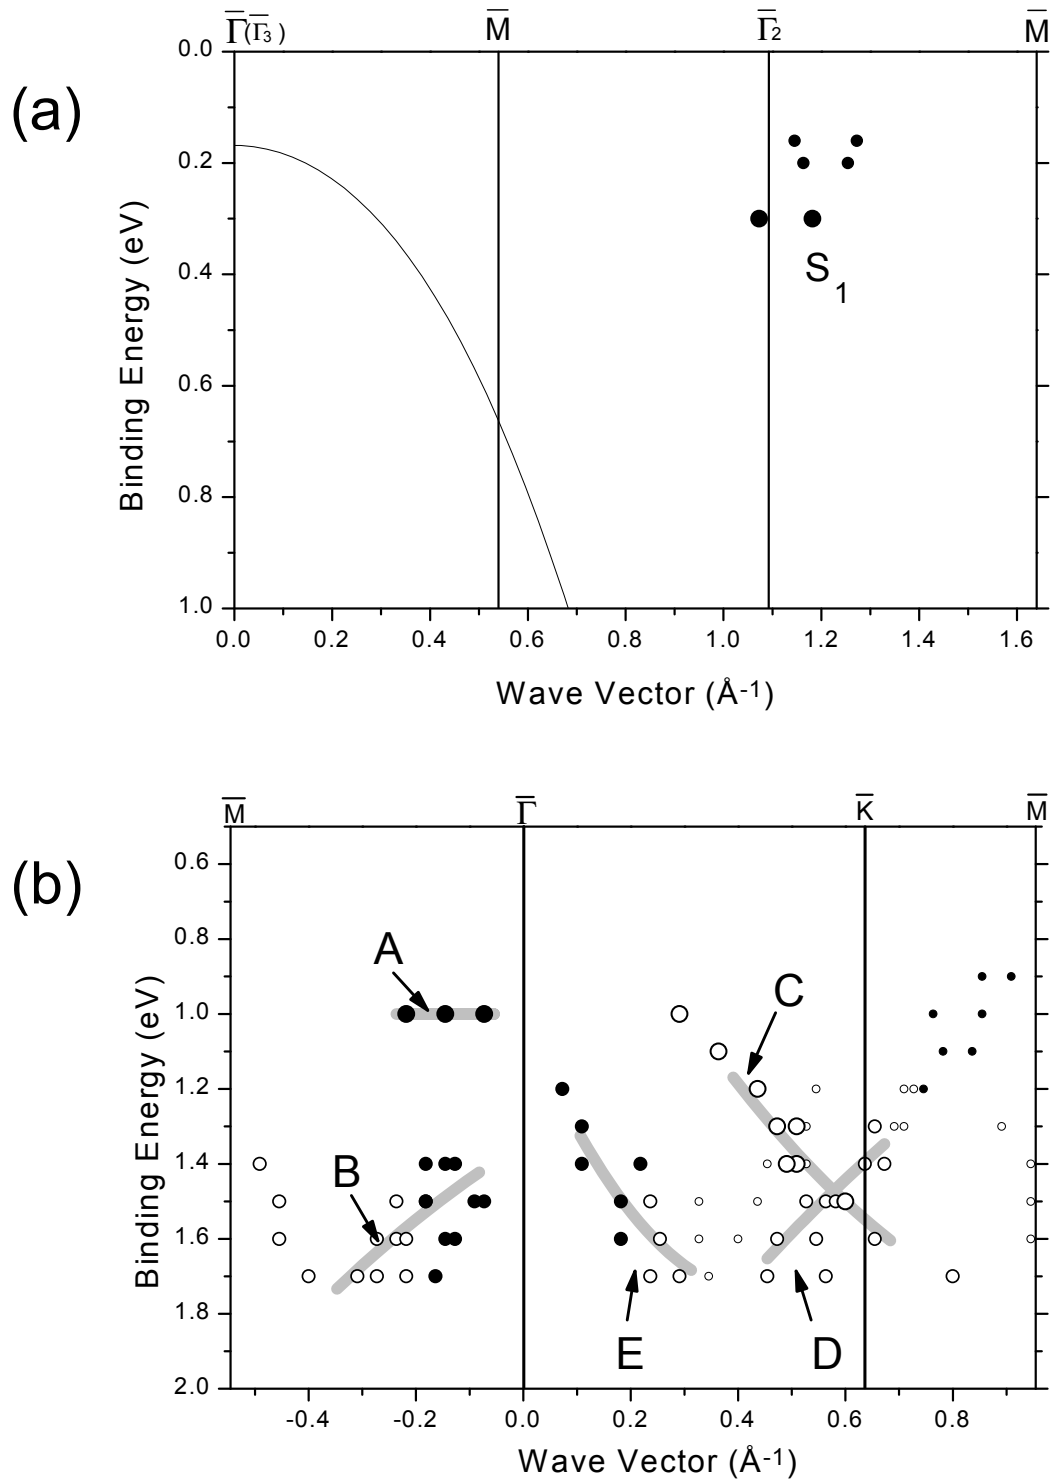 Γ̅(Γ̅₃) M̅ Γ̅₂ M̅
(a)
0.0
0.2
0.4
0.6
0.8
1.0
Binding Energy (eV)
S₁
0.0 0.2 0.4 0.6 0.8 1.0 1.2 1.4 1.6
Wave Vector (Å-1)
M̅ Γ̅ K̅ M̅
(b)
0.6
0.8
1.0
1.2
1.4
1.6
1.8
2.0
Binding Energy (eV)
A
C
B
E D
-0.4 -0.2 0.0 0.2 0.4 0.6 0.8
Wave Vector (Å-1)